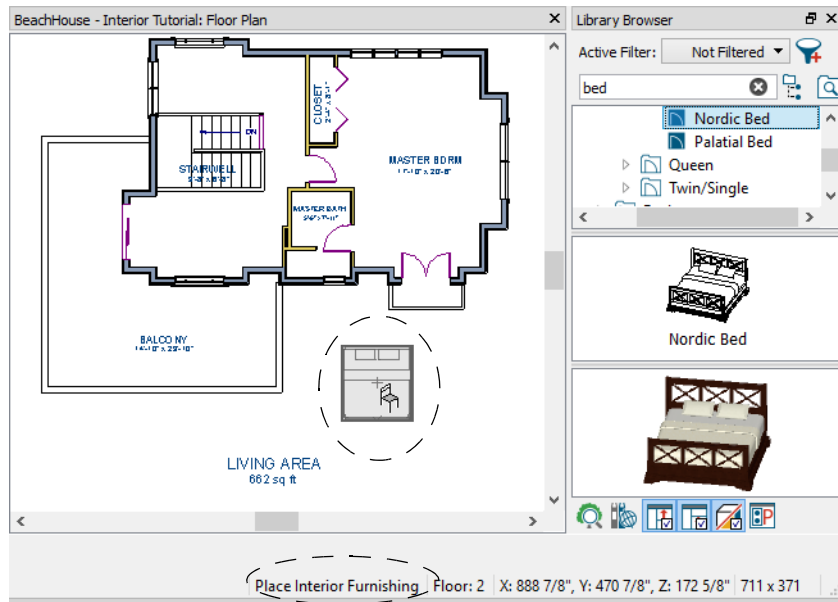 BeachHouse - Interior Tutorial: Floor Plan
CLOSET
DN
STAIRWELL
MASTER BDRM
MASTER BATH
BALCONY
LIVING AREA
662 sq ft
Library Browser
Active Filter: Not Filtered
bed
Nordic Bed
Palatial Bed
Queen
Twin/Single
Nordic Bed
P
Place Interior Furnishing
Floor: 2
X: 888 7/8", Y: 470 7/8", Z: 172 5/8"
711 x 371